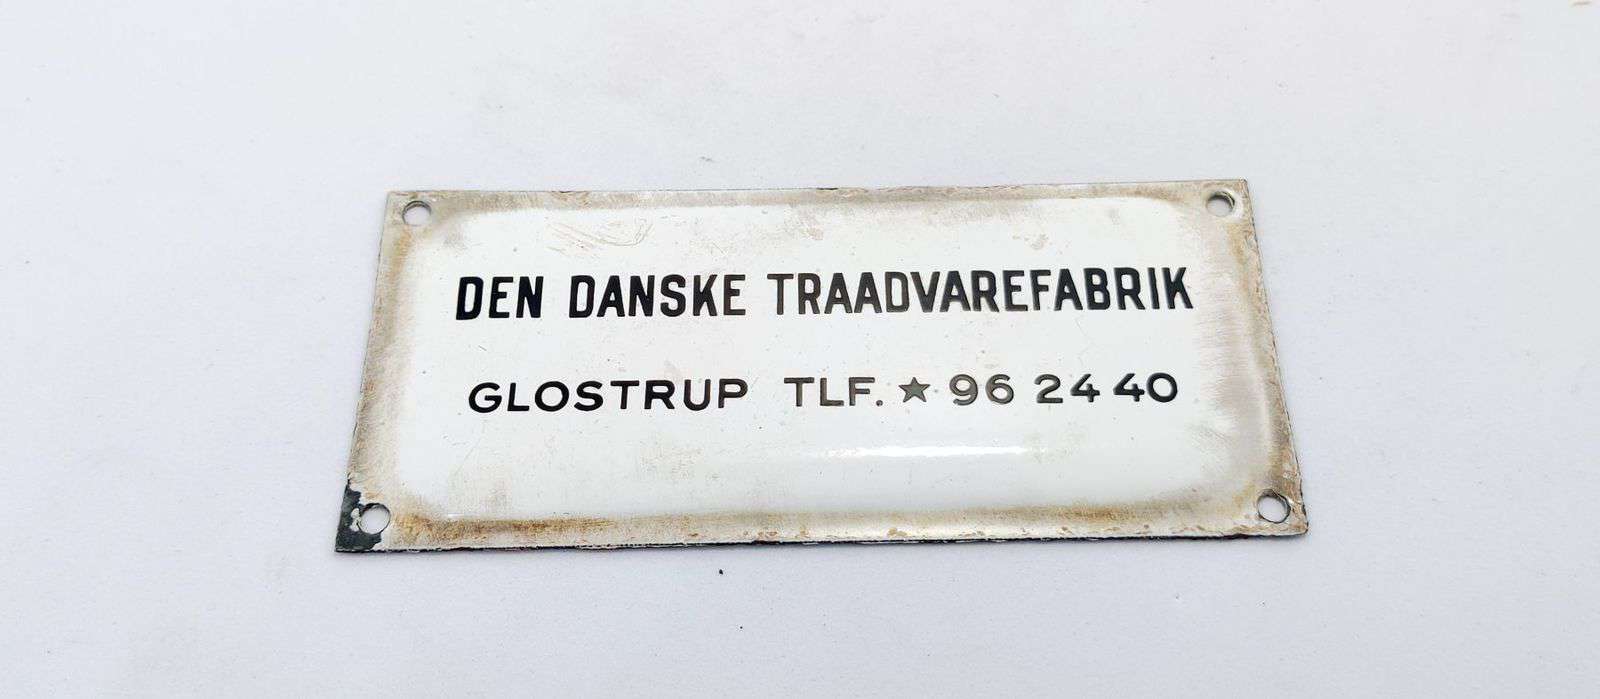 DEN DANSKE TRAADVAREFABRIK
GLOSTRUP TLF. ★ 96 24 40